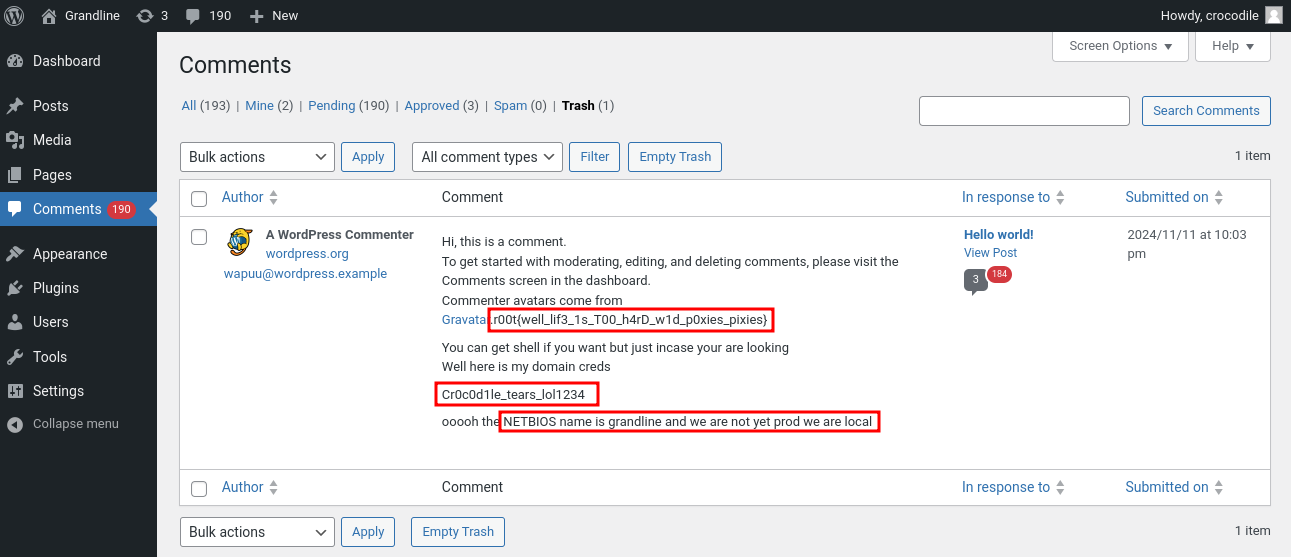 Grandline 3 190 New Howdy, crocodile
Screen Options Help
Dashboard
Posts
Media
Pages
Comments 190
Appearance
Plugins
Users
Tools
Settings
Collapse menu
Comments
All (193) | Mine (2) | Pending (190) | Approved (3) | Spam (0) | Trash (1)
Search Comments
Bulk actions Apply All comment types Filter Empty Trash 1 item
Author Comment In response to Submitted on
A WordPress Commenter
wordpress.org
wapuu@wordpress.example
Hi, this is a comment.
To get started with moderating, editing, and deleting comments, please visit the
Comments screen in the dashboard.
Commenter avatars come from
Gravatar.r00t{well_lif3_1s_T00_h4rD_w1d_p0xies_pixies}
You can get shell if you want but just incase your are looking
Well here is my domain creds
Cr0c0d1le_tears_lol1234
ooooh the NETBIOS name is grandline and we are not yet prod we are local
Hello world!
View Post
3 184
2024/11/11 at 10:03
pm
Author Comment In response to Submitted on
Bulk actions Apply Empty Trash 1 item